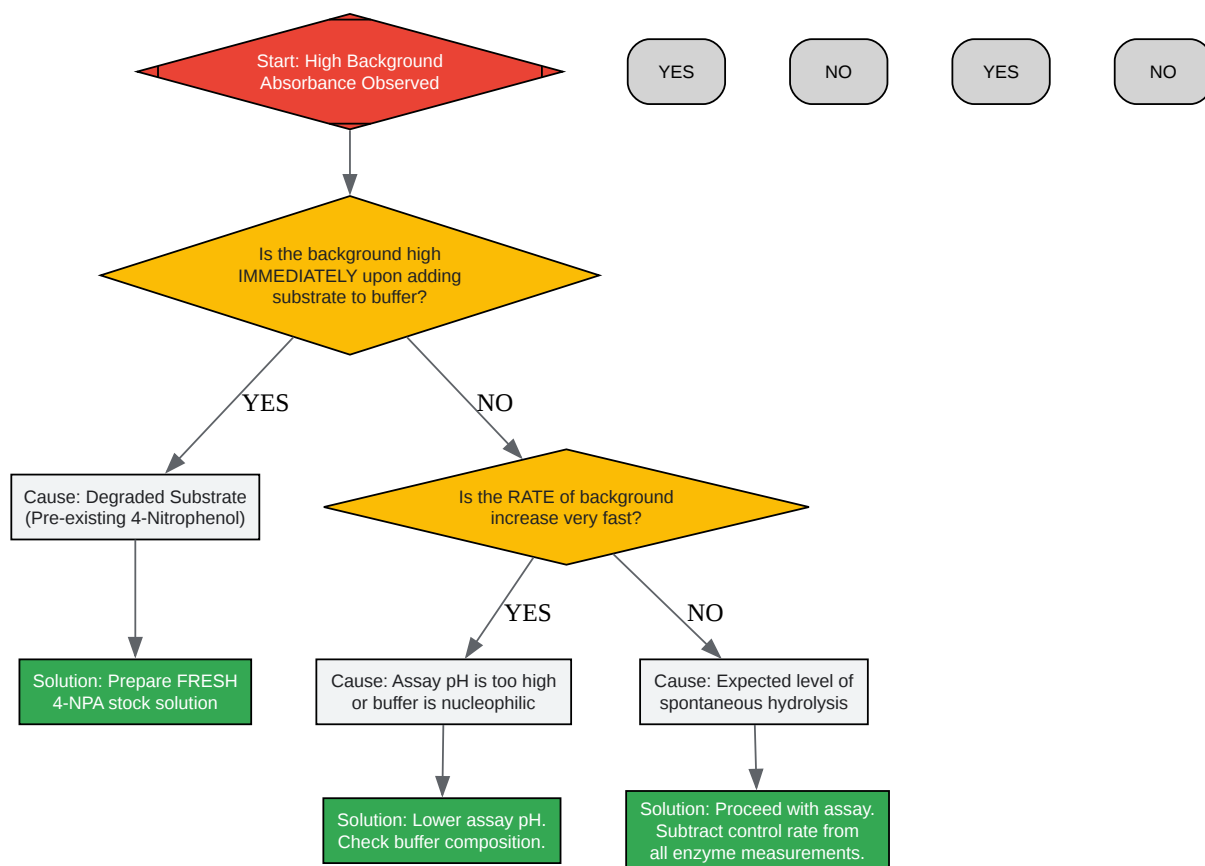 Start: High Background
Absorbance Observed
YES
NO
YES
NO
Is the background high
IMMEDIATELY upon adding
substrate to buffer?
YES
NO
Cause: Degraded Substrate
(Pre-existing 4-Nitrophenol)
Is the RATE of background
increase very fast?
YES
NO
Solution: Prepare FRESH
4-NPA stock solution
Cause: Assay pH is too high
or buffer is nucleophilic
Cause: Expected level of
spontaneous hydrolysis
Solution: Lower assay pH.
Check buffer composition.
Solution: Proceed with assay.
Subtract control rate from
all enzyme measurements.